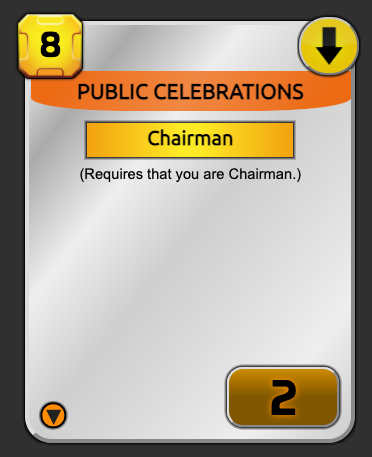 8
PUBLIC CELEBRATIONS
Chairman
(Requires that you are Chairman.)
2